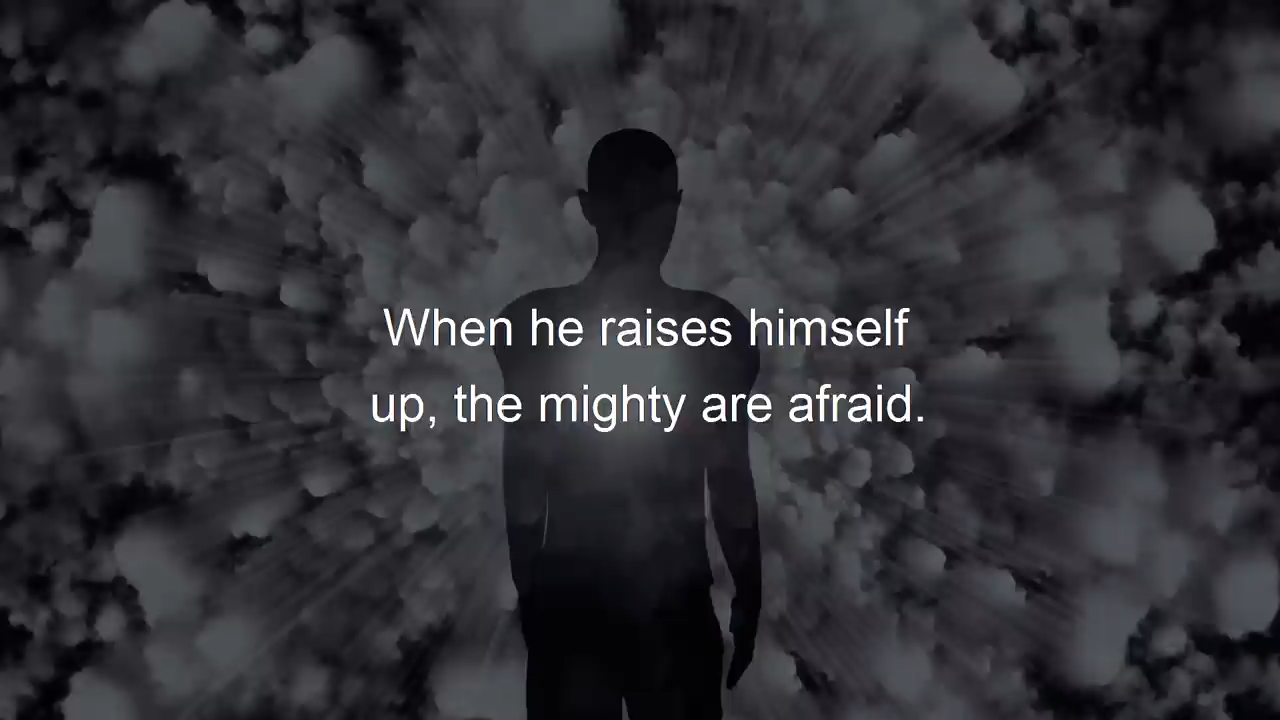 When he raises himself
up, the mighty are afraid.